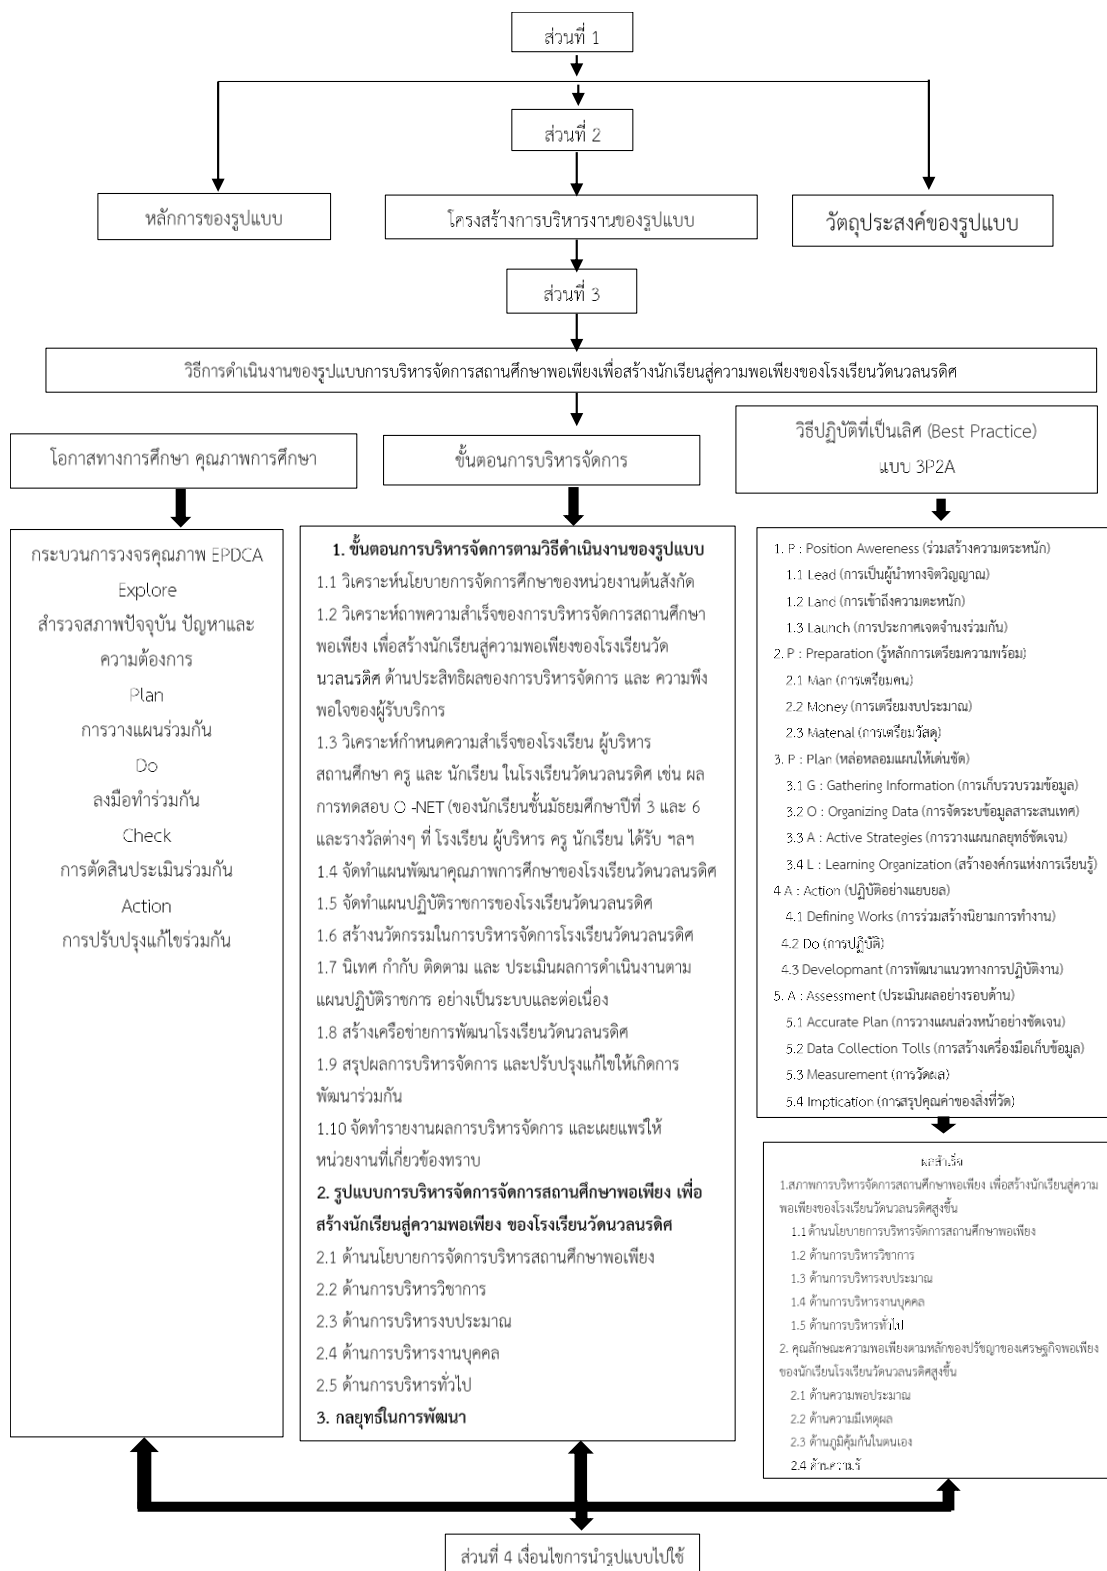 ส่วนที่ 1
ส่วนที่ 2
หลักการของรูปแบบ
โครงสร้างการบริหารงานของรูปแบบ
วัตถุประสงค์ของรูปแบบ
ส่วนที่ 3
วิธีการดำเนินงานของรูปแบบการบริหารจัดการสถานศึกษาพอเพียงเพื่อสร้างนักเรียนสู่ความพอเพียงของโรงเรียนวัดนวลนรดิศ
โอกาสทางการศึกษา คุณภาพการศึกษา
ขั้นตอนการบริหารจัดการ
วิธีปฏิบัติที่เป็นเลิศ (Best Practice)
แบบ 3P2A
กระบวนการวงจรคุณภาพ EPDCA
Explore
สำรวจสภาพปัจจุบัน ปัญหาและ
ความต้องการ
Plan
การวางแผนร่วมกัน
Do
ลงมือทำร่วมกัน
Check
การตัดสินประเมินร่วมกัน
Action
การปรับปรุงแก้ไขร่วมกัน
1. ขั้นตอนการบริหารจัดการตามวิธีดำเนินงานของรูปแบบ
1.1 วิเคราะห์นโยบายการจัดการศึกษาของหน่วยงานต้นสังกัด
1.2 วิเคราะห์ถาพความสำเร็จของการบริหารจัดการสถานศึกษา
พอเพียง เพื่อสร้างนักเรียนสู่ความพอเพียงของโรงเรียนวัด
นวลนรดิศ ด้านประสิทธิผลของการบริหารจัดการ และ ความพึง
พอใจของผู้รับบริการ
1.3 วิเคราะห์กำหนดความสำเร็จของโรงเรียน ผู้บริหาร
สถานศึกษา ครู และ นักเรียน ในโรงเรียนวัดนวลนรดิศ เช่น ผล
การทดสอบ O -NET (ของนักเรียนชั้นมัธยมศึกษาปีที่ 3 และ 6
และรางวัลต่างๆ ที่ โรงเรียน ผู้บริหาร ครู นักเรียน ได้รับ ฯลฯ
1.4 จัดทำแผนพัฒนาคุณภาพการศึกษาของโรงเรียนวัดนวลนรดิศ
1.5 จัดทำแผนปฏิบัติราชการของโรงเรียนวัดนวลนรดิศ
1.6 สร้างนวัตกรรมในการบริหารจัดการโรงเรียนวัดนวลนรดิศ
1.7 นิเทศ กำกับ ติดตาม และ ประเมินผลการดำเนินงานตาม
แผนปฏิบัติราชการ อย่างเป็นระบบและต่อเนื่อง
1.8 สร้างเครือข่ายการพัฒนาโรงเรียนวัดนวลนรดิศ
1.9 สรุปผลการบริหารจัดการ และปรับปรุงแก้ไขให้เกิดการ
พัฒนาร่วมกัน
1.10 จัดทำรายงานผลการบริหารจัดการ และเผยแพร่ให้
หน่วยงานที่เกี่ยวข้องทราบ
2. รูปแบบการบริหารจัดการจัดการสถานศึกษาพอเพียง เพื่อ
สร้างนักเรียนสู่ความพอเพียง ของโรงเรียนวัดนวลนรดิศ
2.1 ด้านนโยบายการจัดการบริหารสถานศึกษาพอเพียง
2.2 ด้านการบริหารวิชาการ
2.3 ด้านการบริหารงบประมาณ
2.4 ด้านการบริหารงานบุคคล
2.5 ด้านการบริหารทั่วไป
3. กลยุทธ์ในการพัฒนา
1. P : Position Awereness (ร่วมสร้างความตระหนัก)
1.1 Lead (การเป็นผู้นำทางจิตวิญญาณ)
1.2 Land (การเข้าถึงความตะหนัก)
1.3 Launch (การประกาศเจตจำนงร่วมกัน)
2. P : Preparation (รู้หลักการเตรียมความพร้อม)
2.1 Man (การเตรียมคน)
2.2 Money (การเตรียมงบประมาณ)
2.3 Matenal (การเตรียมวัสดุ)
3. P : Plan (หล่อหลอมแผนให้เด่นชัด)
3.1 G : Gathering Information (การเก็บรวบรวมข้อมูล)
3.2 O : Organizing Data (การจัดระบข้อมูลสาระสนเทศ)
3.3 A : Active Strategies (การวางแผนกลยุทธ์ชัดเจน)
3.4 L : Learning Organization (สร้างองค์กรแห่งการเรียนรู้)
4 A : Action (ปฏิบัติอย่างแยบยล)
4.1 Defining Works (การร่วมสร้างนิยามการทำงาน)
4.2 Do (การปฏิบัติ)
4.3 Developmant (การพัฒนาแนวทางการปฏิบัติงาน)
5. A : Assessment (ประเมินผลอย่างรอบด้าน)
5.1 Accurate Plan (การวางแผนล่วงหน้าอย่างชัดเจน)
5.2 Data Collection Tolls (การสร้างเครื่องมือเก็บข้อมูล)
5.3 Measurement (การวัดผล)
5.4 Imptication (การสรุปคุณค่าของสิ่งที่วัด)
ผลสำเร็จ
1.สภาพการบริหารจัดการสถานศึกษาพอเพียง เพื่อสร้างนักเรียนสู่ความ
พอเพียงของโรงเรียนวัดนวลนรดิศสูงขึ้น
1.1 ด้านนโยบายการบริหารจัดการสถานศึกษาพอเพียง
1.2 ด้านการบริหารวิชาการ
1.3 ด้านการบริหารงบประมาณ
1.4 ด้านการบริหารงานบุคคล
1.5 ด้านการบริหารทั่วไป
2. คุณลักษณะความพอเพียงตามหลักของปรัชญาของเศรษฐกิจพอเพียง
ของนักเรียนโรงเรียนวัดนวลนรดิศสูงขึ้น
2.1 ด้านความพอประมาณ
2.2 ด้านความมีเหตุผล
2.3 ด้านภูมิคุ้มกันในตนเอง
2.4 ด้านความรู้
ส่วนที่ 4 เงื่อนไขการนำรูปแบบไปใช้